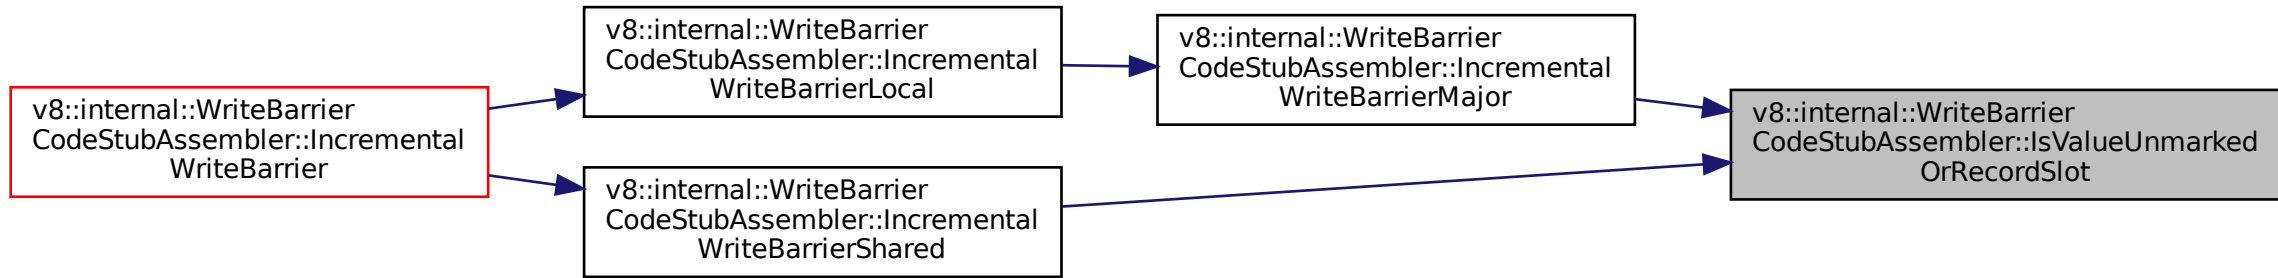 v8::internal::WriteBarrier
CodeStubAssembler::Incremental
WriteBarrier
v8::internal::WriteBarrier
CodeStubAssembler::Incremental
WriteBarrierLocal
v8::internal::WriteBarrier
CodeStubAssembler::Incremental
WriteBarrierShared
v8::internal::WriteBarrier
CodeStubAssembler::Incremental
WriteBarrierMajor
v8::internal::WriteBarrier
CodeStubAssembler::IsValueUnmarked
OrRecordSlot